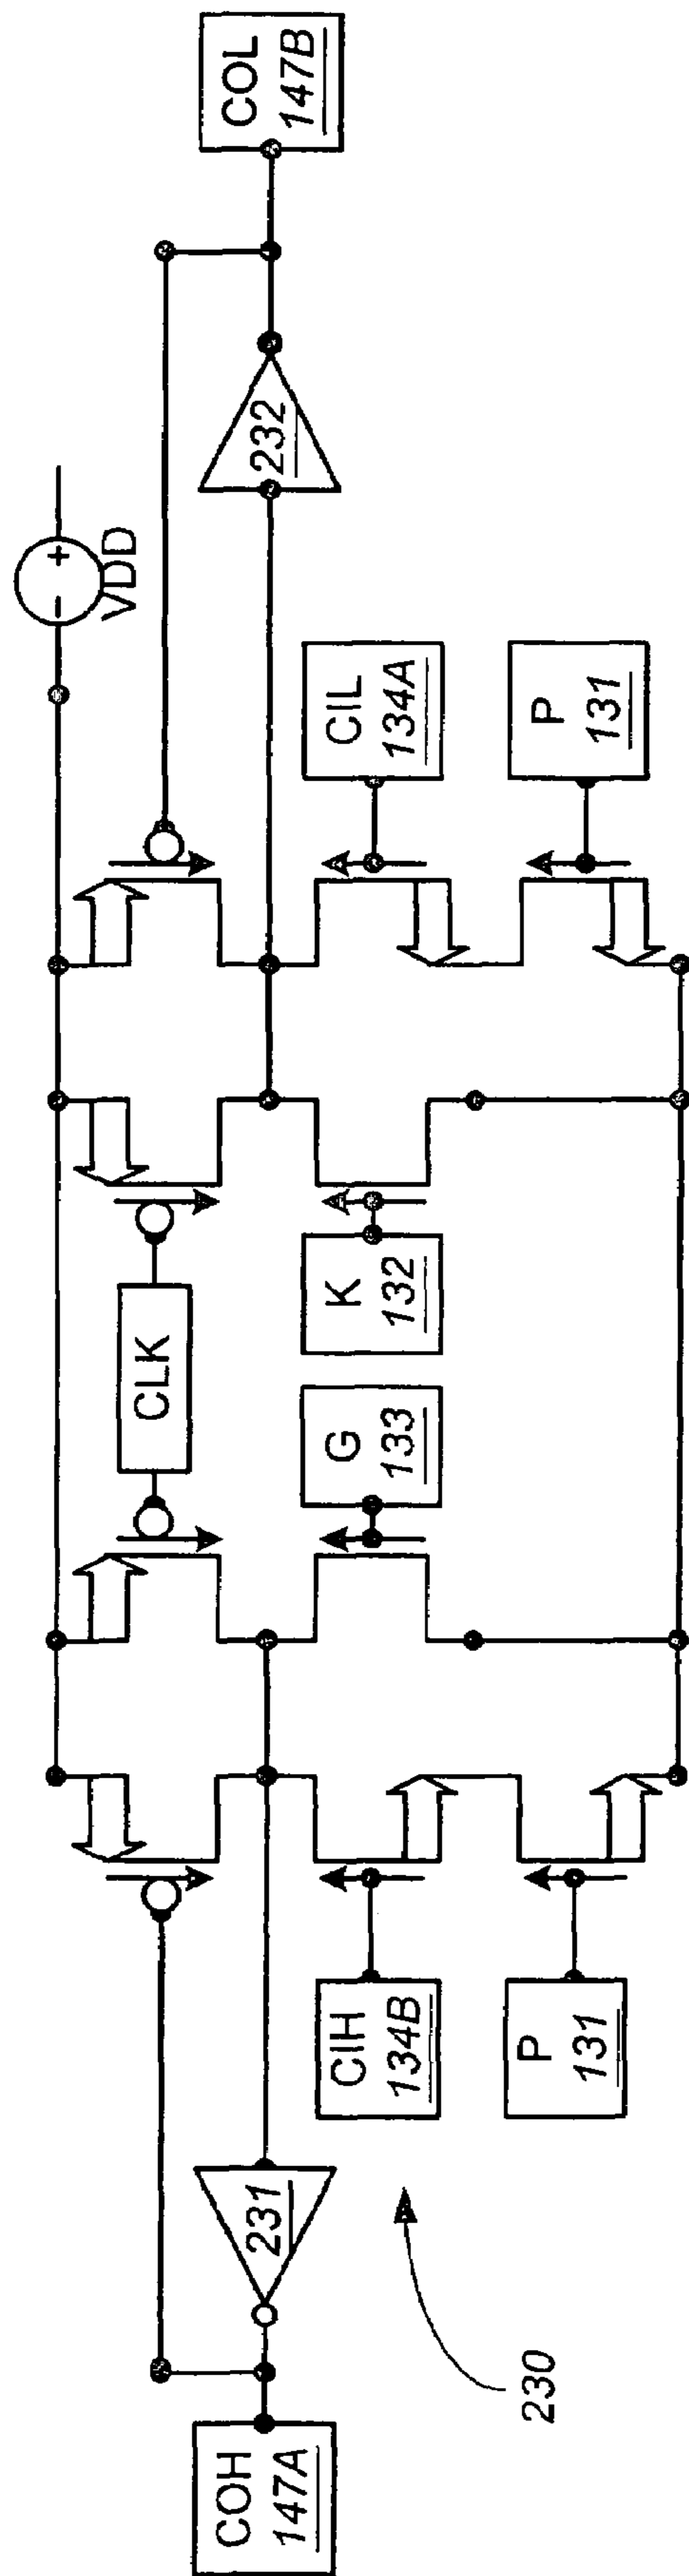 VDD
COL
147B
232
CLK
CIL
134A
P
131
K
132
G
133
CIH
134B
P
131
231
COH
147A
230